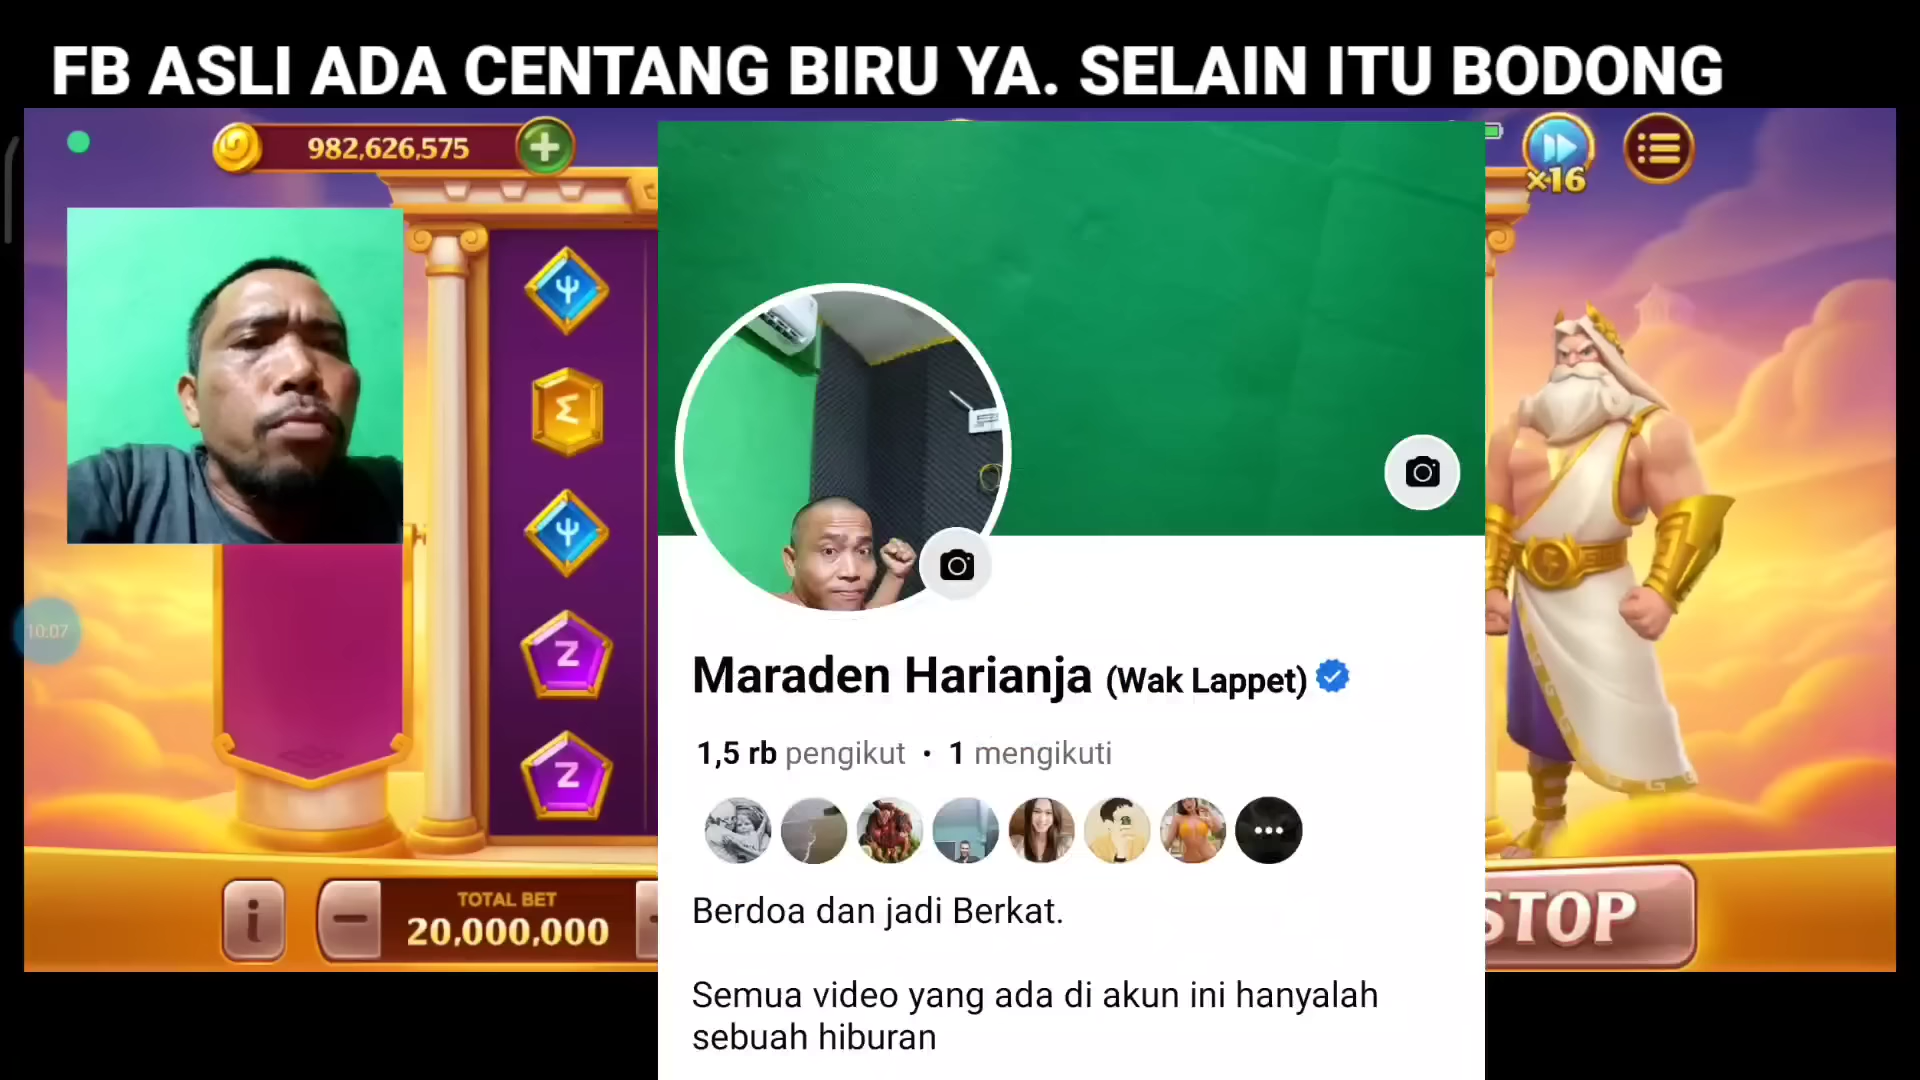 FB ASLI ADA CENTANG BIRU YA. SELAIN ITU BODONG
982,626,575
×16
Ψ
Σ
Ψ
Z
Z
10:07
Maraden Harianja (Wak Lappet)
1,5 rb pengikut • 1 mengikuti
Berdoa dan jadi Berkat.
Semua video yang ada di akun ini hanyalah
sebuah hiburan
i
TOTAL BET
20,000,000
STOP